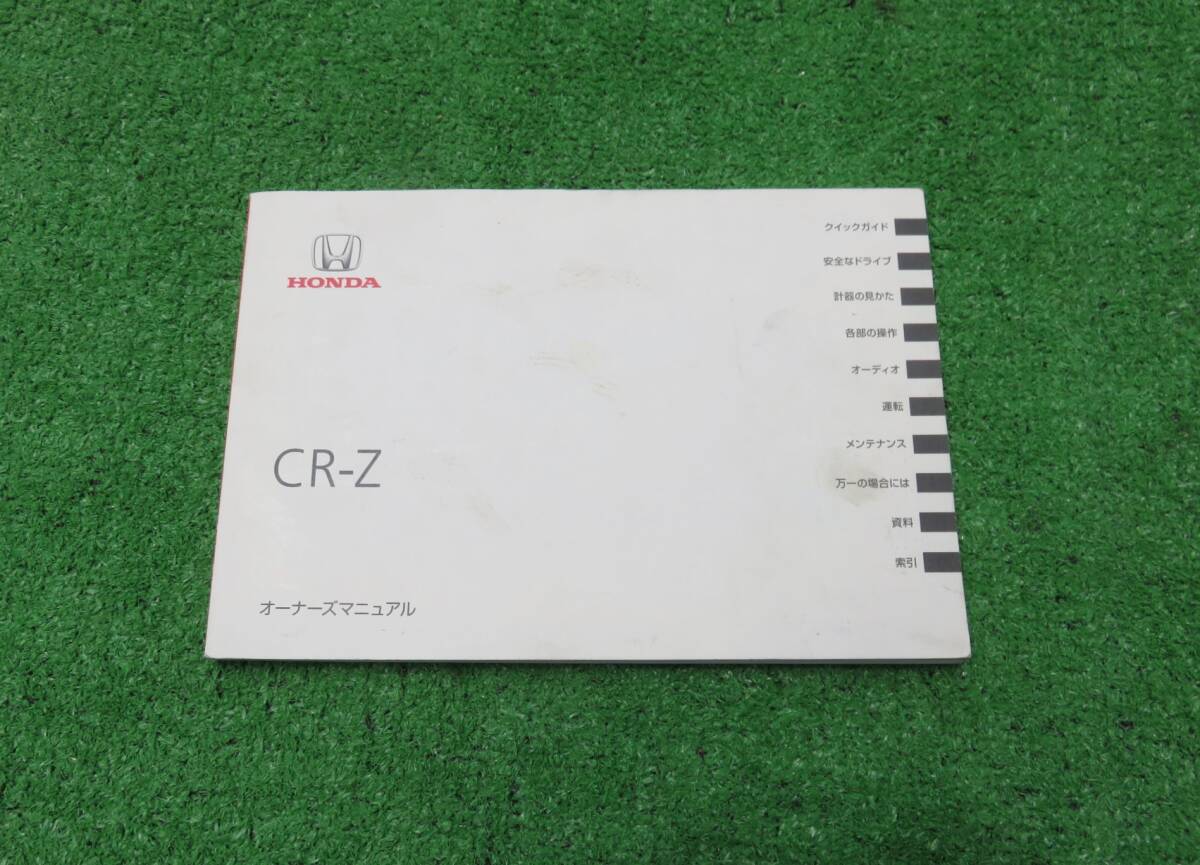 HONDA
CR-Z
オーナーズマニュアル
クイックガイド
安全なドライブ
計器の見かた
各部の操作
オーディオ
運転
メンテナンス
万一の場合には
資料
索引